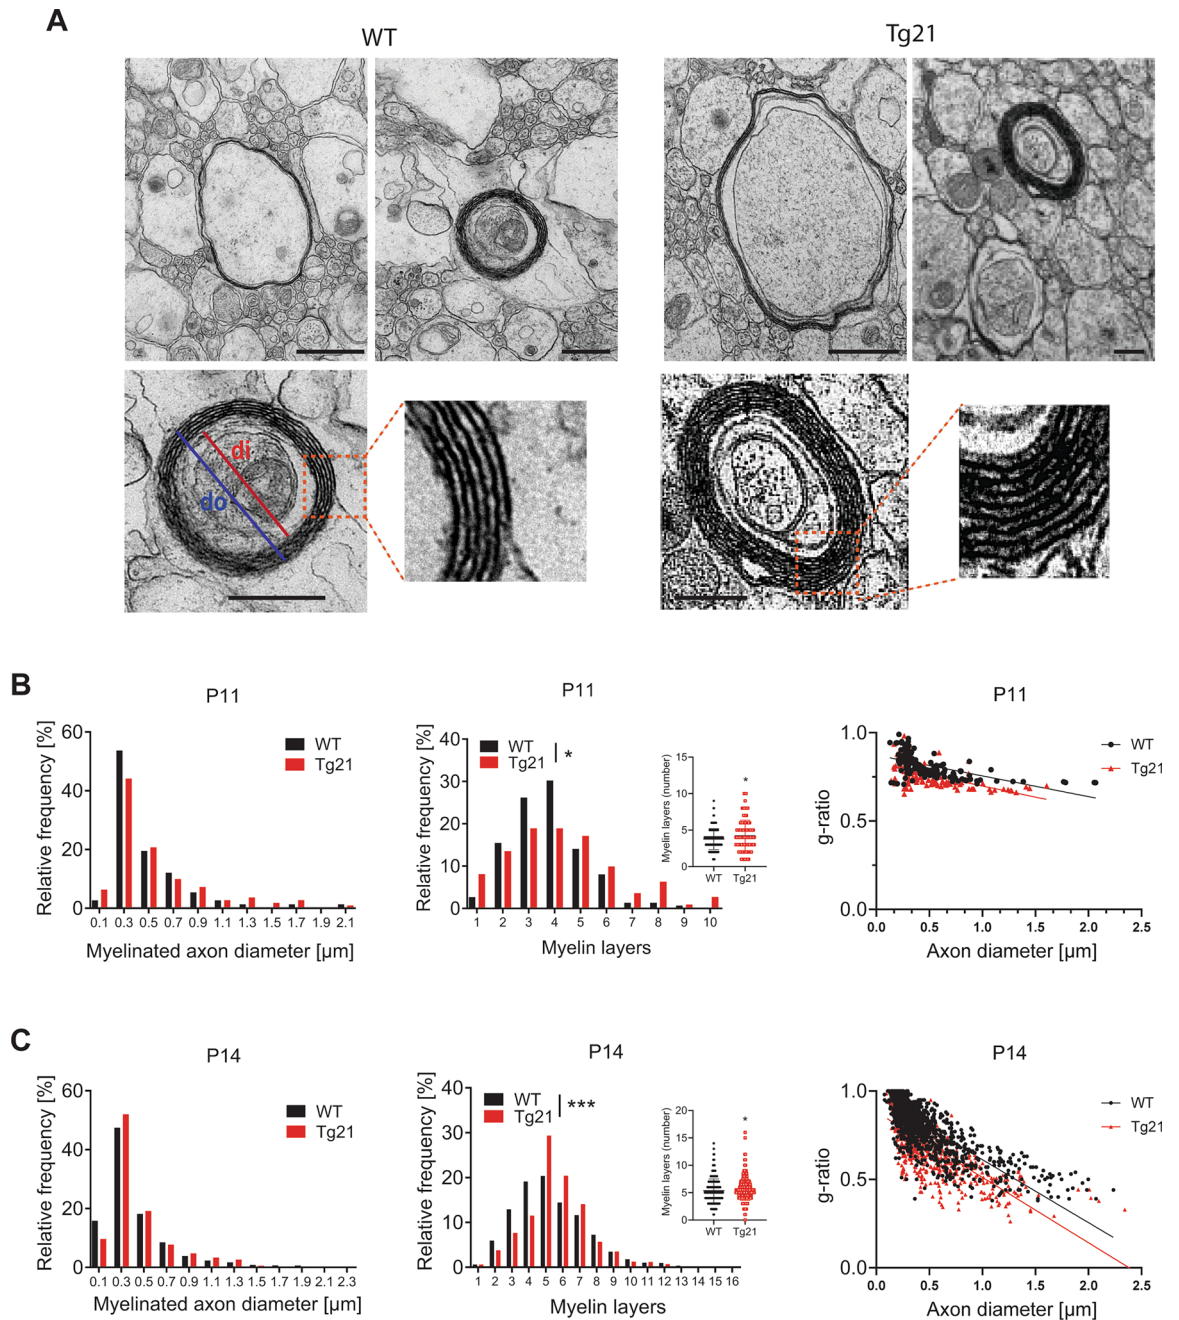 A
WT
Tg21
di
do
B
P11
Relative frequency [%]
60
40
20
0
WT
Tg21
0.1 0.3 0.5 0.7 0.9 1.1 1.3 1.5 1.7 1.9 2.1
Myelinated axon diameter [µm]
P11
Relative frequency [%]
40
30
20
10
0
WT
Tg21
*
1 2 3 4 5 6 7 8 9 10
Myelin layers
Myelin layers (number)
15
10
5
0
*
WT Tg21
P11
g-ratio
1.0
0.5
0.0
WT
Tg21
0.0 0.5 1.0 1.5 2.0 2.5
Axon diameter [µm]
C
P14
Relative frequency [%]
60
40
20
0
WT
Tg21
0.1 0.3 0.5 0.7 0.9 1.1 1.3 1.5 1.7 1.9 2.1 2.3
Myelinated axon diameter [µm]
P14
Relative frequency [%]
40
30
20
10
0
WT
Tg21
***
1 2 3 4 5 6 7 8 9 10 11 12 13 14 15 16
Myelin layers
Myelin layers (number)
20
15
10
5
0
*
WT Tg21
P14
g-ratio
1.0
0.5
0.0
WT
Tg21
0.0 0.5 1.0 1.5 2.0 2.5
Axon diameter [µm]